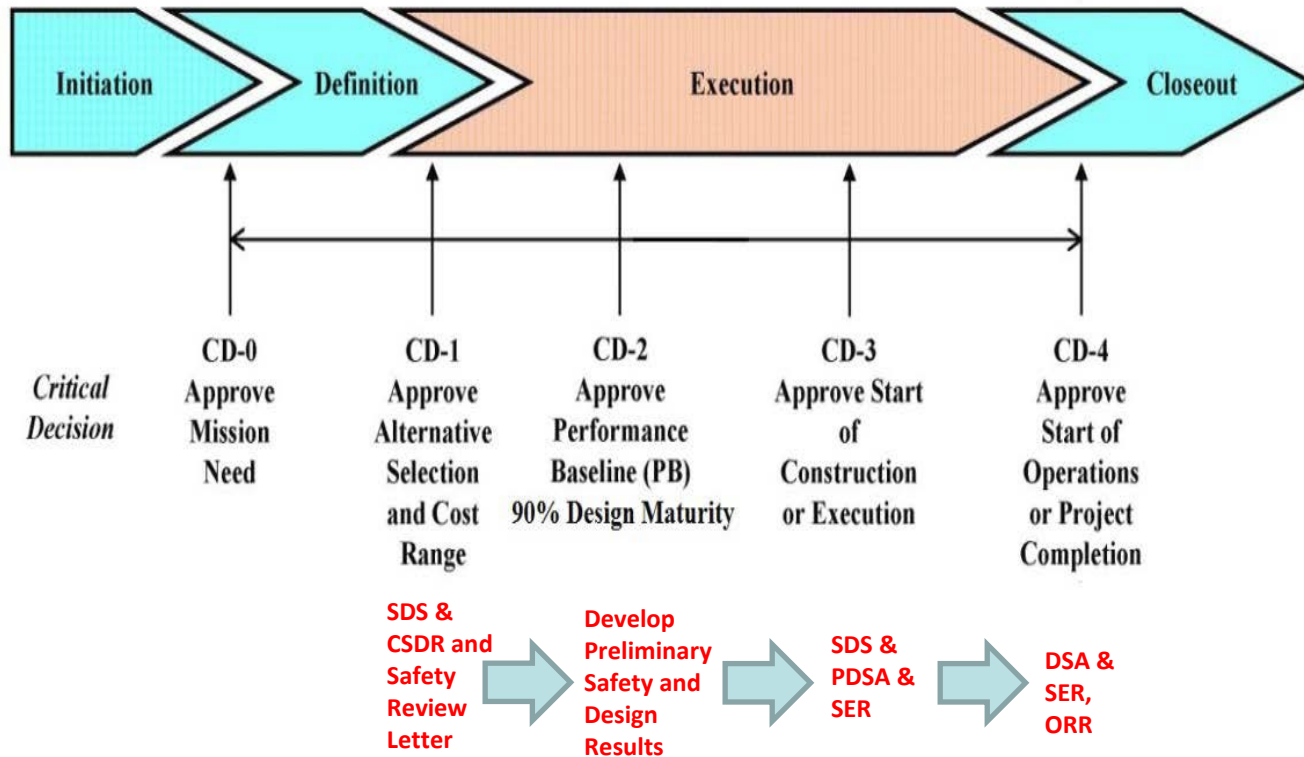 Initiation
Definition
Execution
Closeout
Critical
Decision
CD-0
Approve
Mission
Need
CD-1
Approve
Alternative
Selection
and Cost
Range
CD-2
Approve
Performance
Baseline (PB)
90% Design Maturity
CD-3
Approve Start
of
Construction
or Execution
CD-4
Approve
Start of
Operations
or Project
Completion
SDS &
CSDR and
Safety
Review
Letter
Develop
Preliminary
Safety and
Design
Results
SDS &
PDSA &
SER
DSA &
SER,
ORR